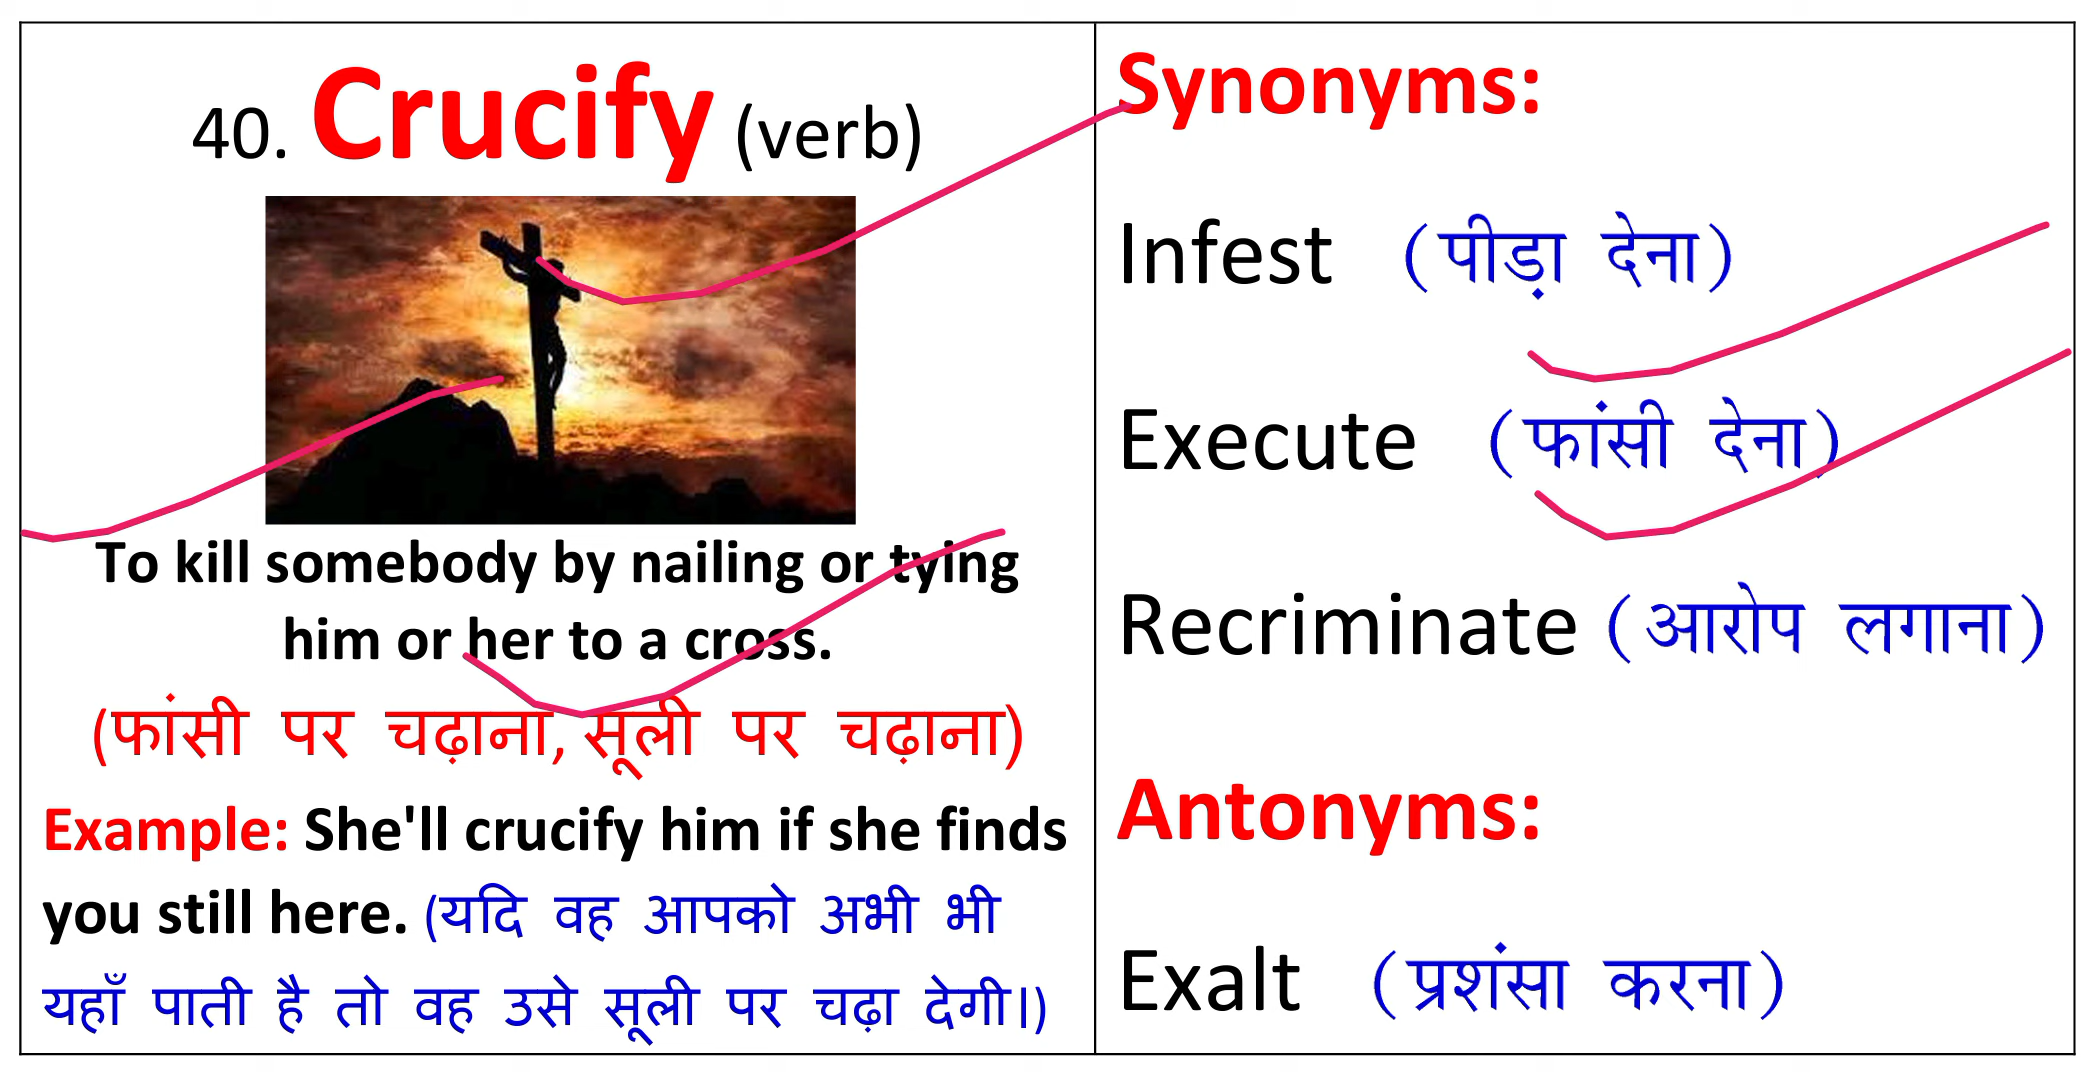 40. Crucify (verb)
To kill somebody by nailing or tying
him or her to a cross.
(फांसी पर चढ़ाना, सूली पर चढ़ाना)
Example: She'll crucify him if she finds
you still here. (यदि वह आपको अभी भी
यहाँ पाती है तो वह उसे सूली पर चढ़ा देगी।)
Synonyms:
Infest (पीड़ा देना)
Execute (फांसी देना)
Recriminate (आरोप लगाना)
Antonyms:
Exalt (प्रशंसा करना)